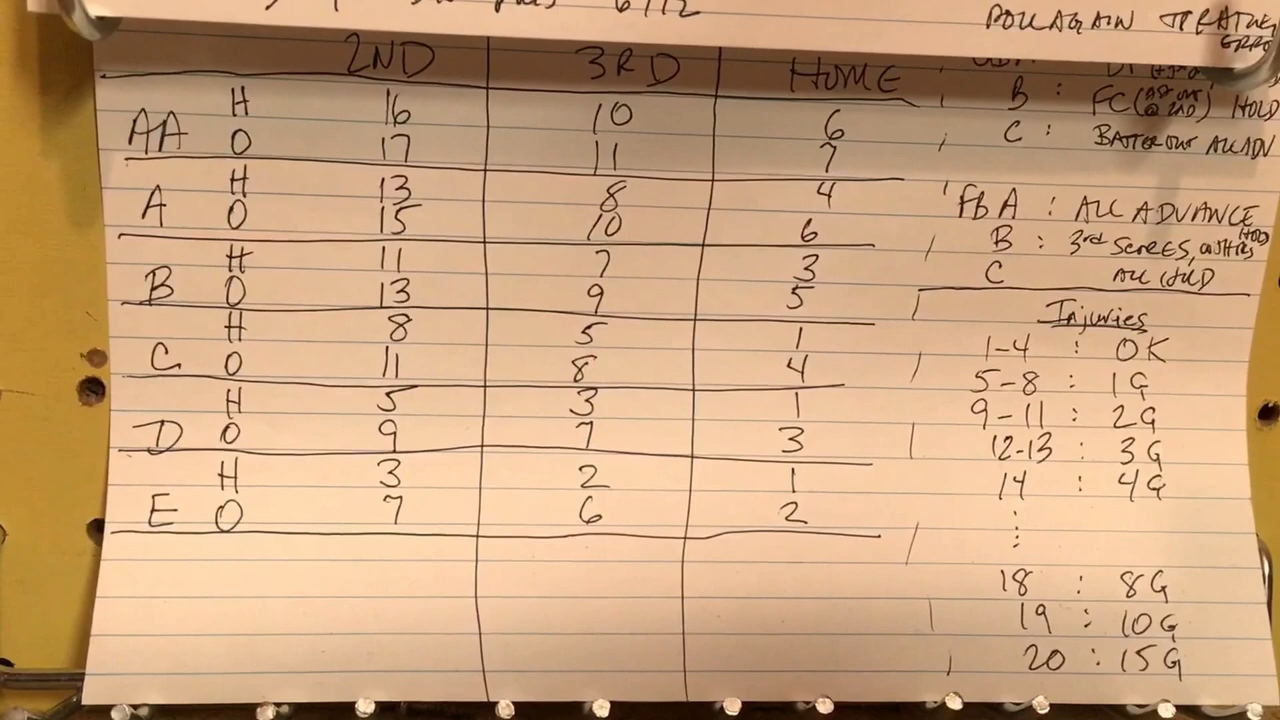 6/12
ROLL AGAIN
2ND 3RD HOME
B : FC HOLD
H 16 10 6
AA O 17 11 7
C : BATTER OUT ALL ADV
H 13 8 4
A O 15 10 6
FB A : ALL ADVANCE
B : 3rd SCORES, OTHERS HOLD
C ALL HOLD
H 11 7 3
B O 13 9 5
H 8 5 1
C O 11 8 4
H 5 3 1
D O 9 7 3
H 3 2 1
E O 7 6 2
Injuries
1-4 : OK
5-8 : 1G
9-11 : 2G
12-13 : 3G
14 : 4G
18 : 8G
19 : 10G
20 : 15G